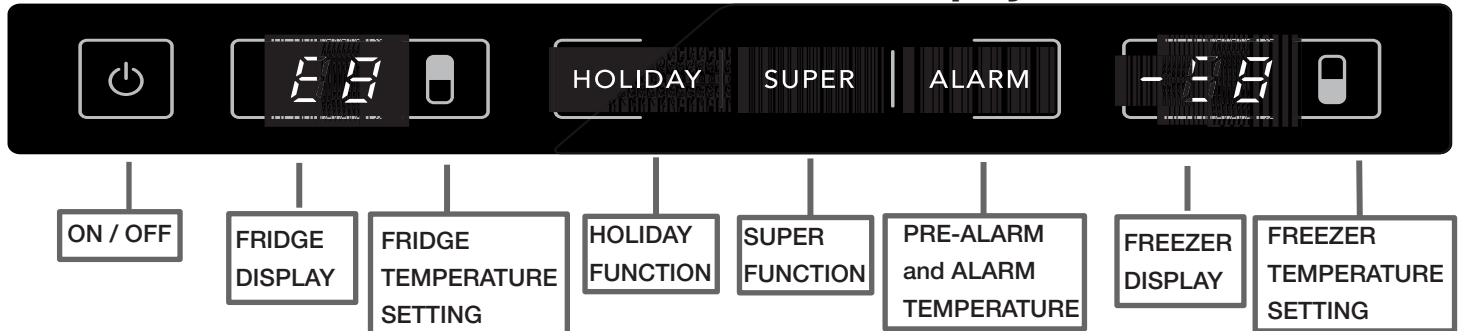 E8
HOLIDAY
SUPER
ALARM
ON / OFF
FRIDGE
DISPLAY
FRIDGE
TEMPERATURE
SETTING
HOLIDAY
FUNCTION
SUPER
FUNCTION
PRE-ALARM
and ALARM
TEMPERATURE
FREEZER
DISPLAY
FREEZER
TEMPERATURE
SETTING